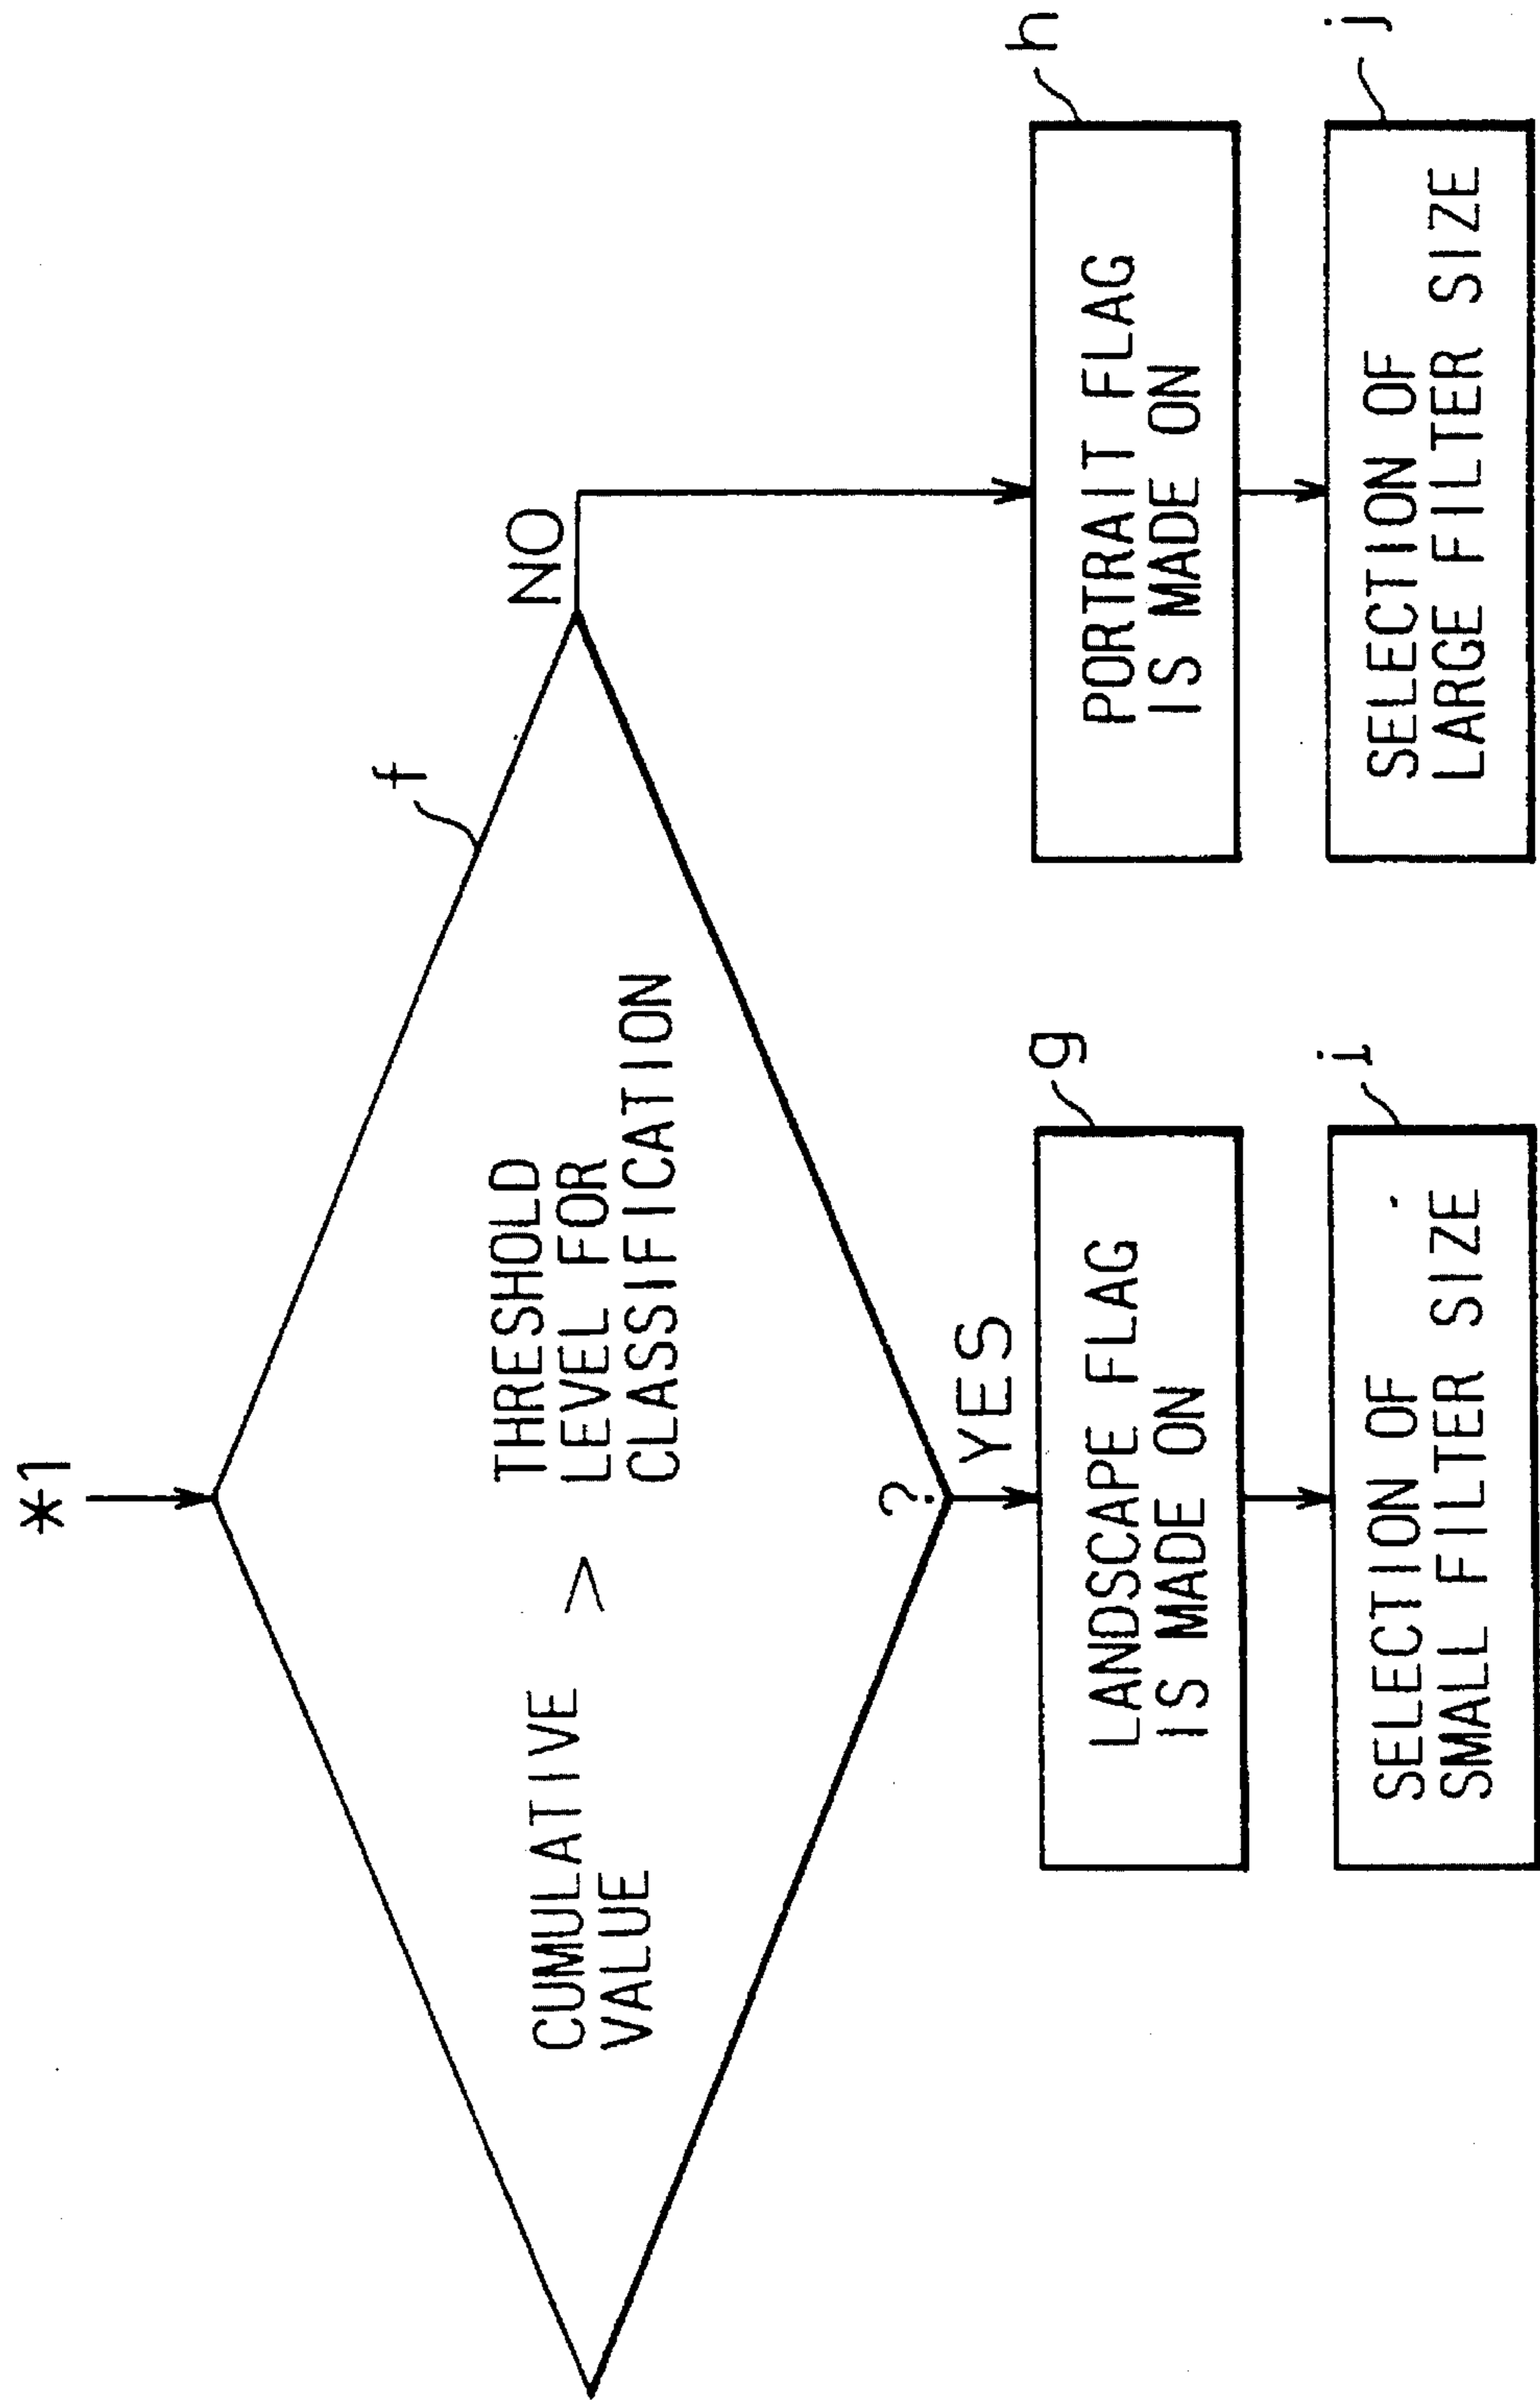 *1
f
CUMULATIVE
VALUE
>
THRESHOLD
LEVEL FOR
CLASSIFICATION
?
NO
YES
g
LANDSCAPE FLAG
IS MADE ON
h
PORTRAIT FLAG
IS MADE ON
i
SELECTION OF
SMALL FILTER SIZE
j
SELECTION OF
LARGE FILTER SIZE